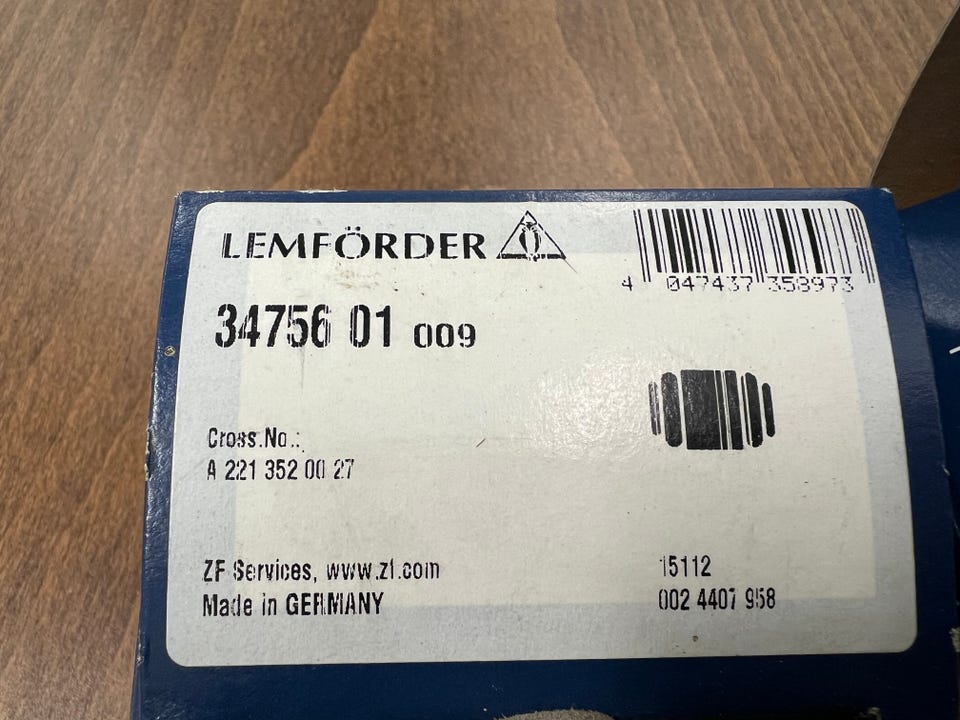 LEMFÖRDER
4 047437 358973
34756 01 009
Cross.No.:
A 221 352 00 27
ZF Services, www.zf.com
Made in GERMANY
15112
002 4407 958